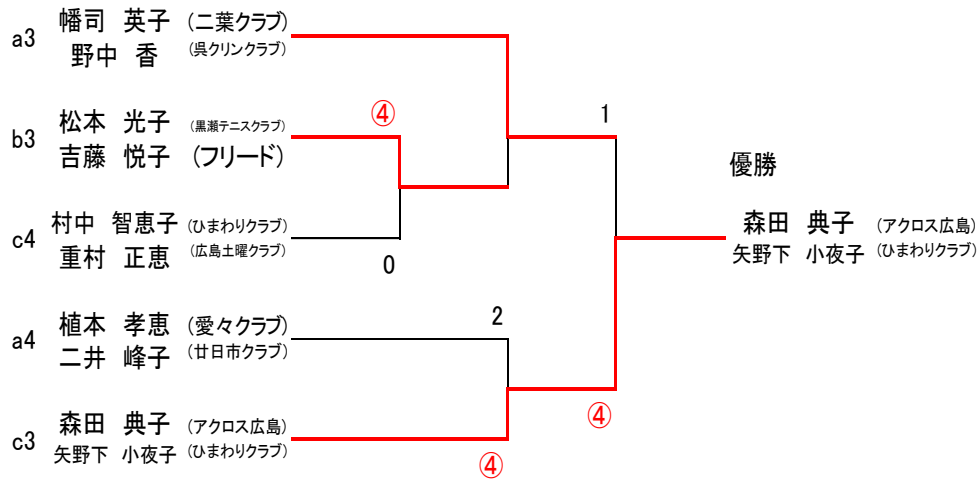 a3
幡司 英子 (二葉クラブ)
野中 香 (呉クリンクラブ)
④
1
b3
松本 光子 (黒瀬テニスクラブ)
吉藤 悦子 (フリード)
優勝
c4
村中 智恵子 (ひまわりクラブ)
重村 正恵 (広島土曜クラブ)
0
森田 典子 (アクロス広島)
矢野下 小夜子 (ひまわりクラブ)
2
a4
植本 孝恵 (愛々クラブ)
二井 峰子 (廿日市クラブ)
④
c3
森田 典子 (アクロス広島)
矢野下 小夜子 (ひまわりクラブ)
④